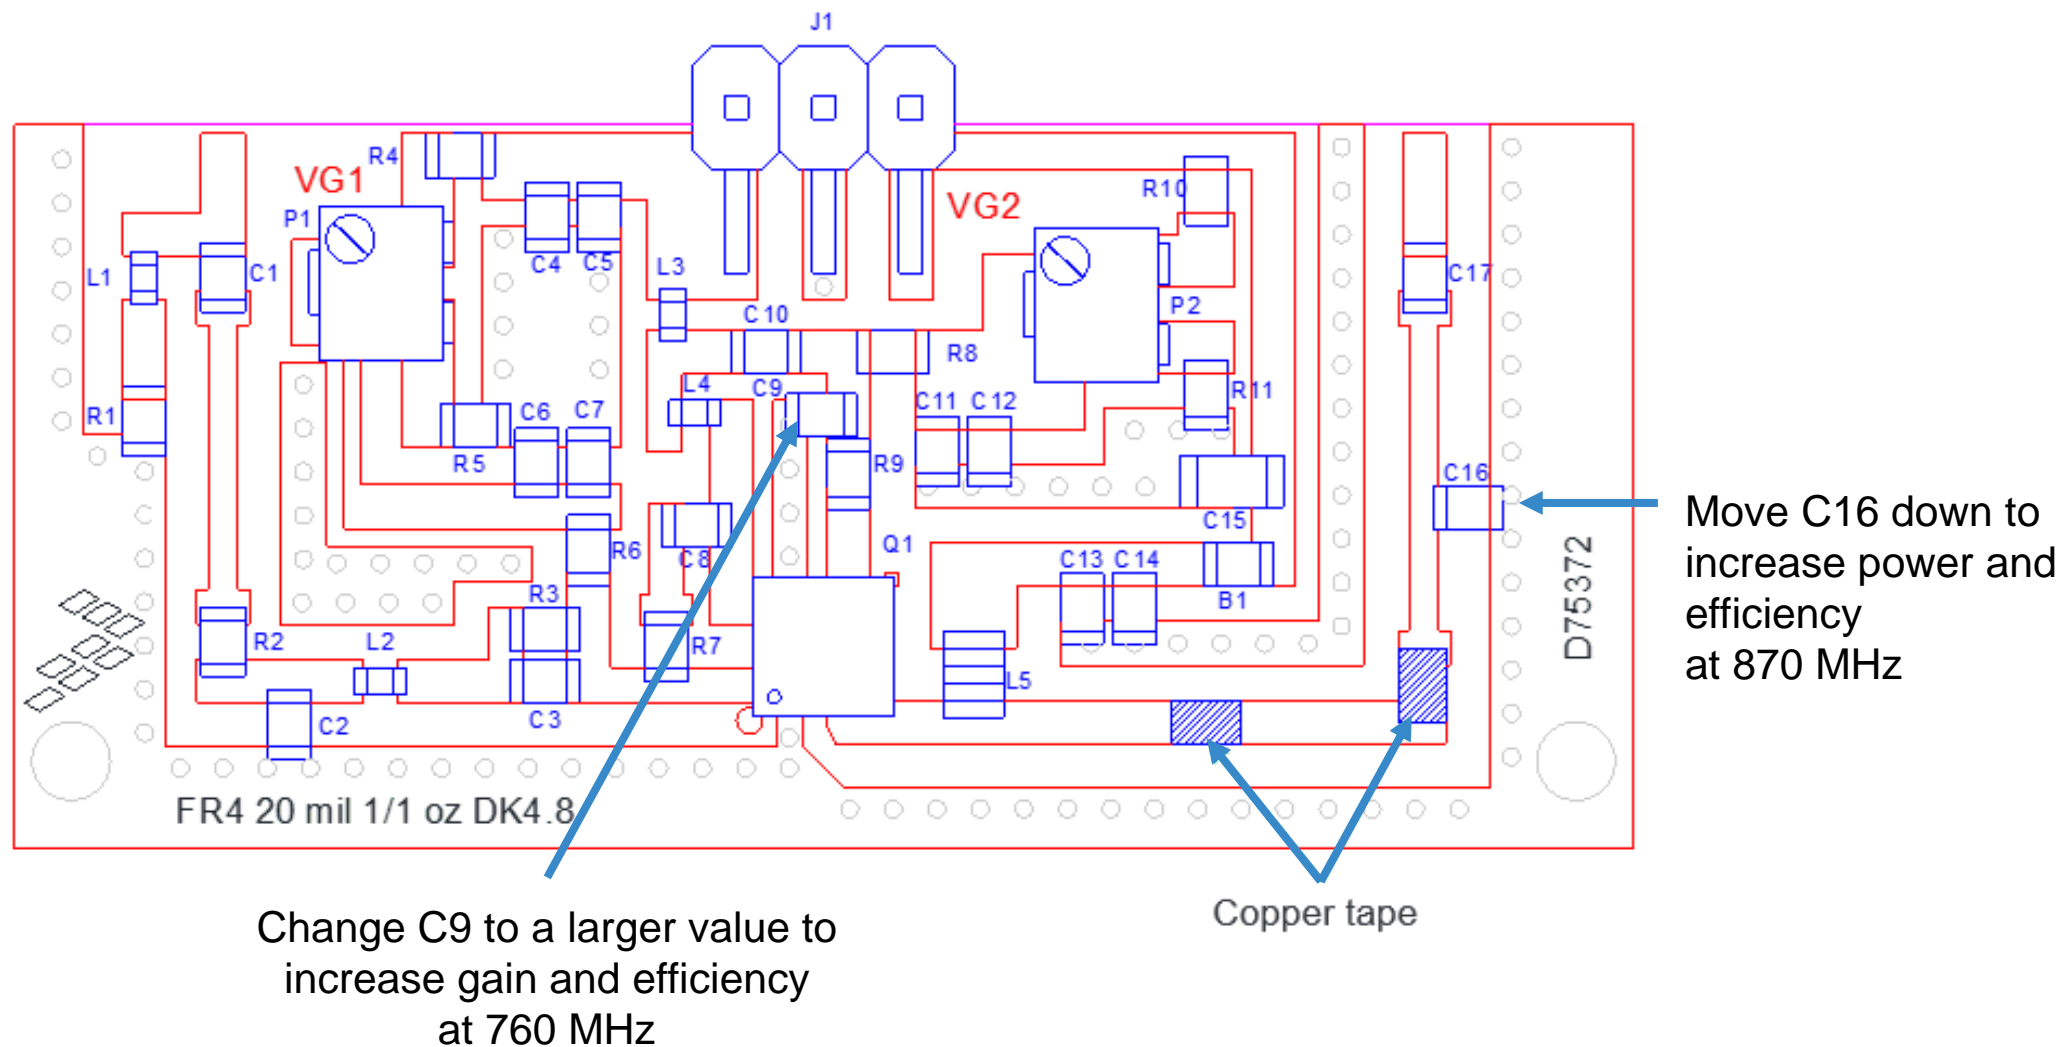 J1
R4
VG1
P1
R10
VG2
C4
C5
L3
L1
C1
C17
C10
P2
R8
L4
C9
R11
R1
C6
C7
C11
C12
R5
R9
C16
Move C16 down to
increase power and
efficiency
at 870 MHz
C15
Q1
R6
C8
C13
C14
D75372
R3
B1
R2
L2
R7
L5
C3
C2
FR4 20 mil 1/1 oz DK4.8
Copper tape
Change C9 to a larger value to
increase gain and efficiency
at 760 MHz